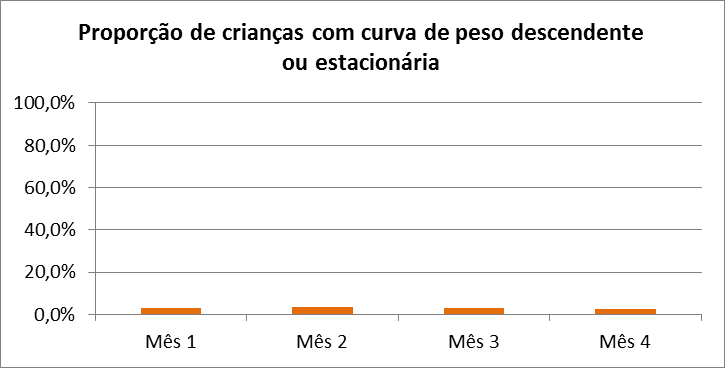 Proporção de crianças com curva de peso descendente
ou estacionária
100,0%
80,0%
60,0%
40,0%
20,0%
0,0%
Mês 1 Mês 2 Mês 3 Mês 4